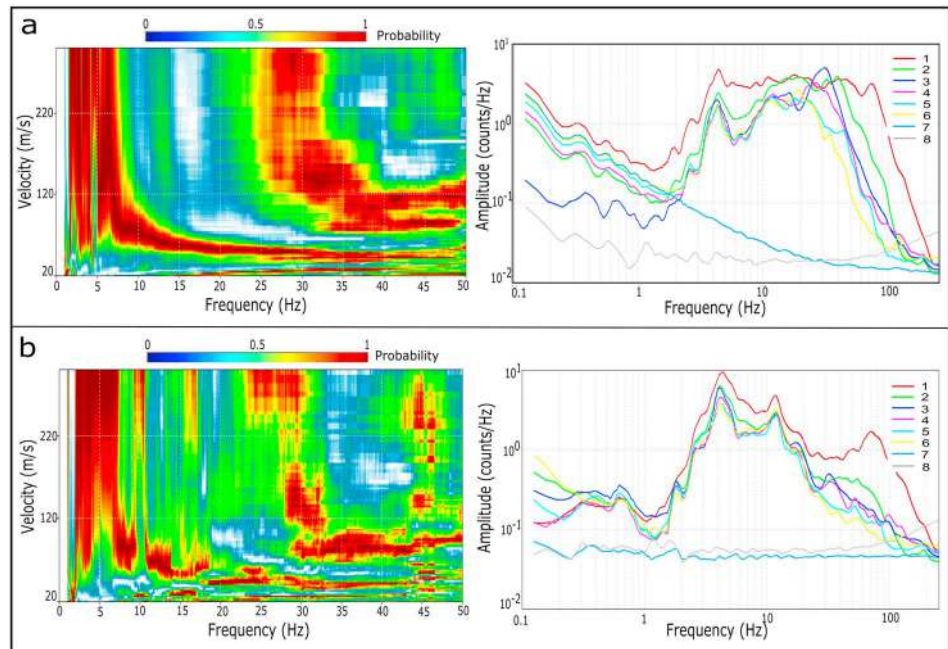 a
0 0.5 1
Probability
Velocity (m/s)
220
120
20
0 5 10 15 20 25 30 35 40 45 50
Frequency (Hz)
Amplitude (counts/Hz)
10¹
10⁰
10⁻¹
10⁻²
0.1 1 10 100
Frequency (Hz)
1
2
3
4
5
6
7
8
b
0 0.5 1
Probability
Velocity (m/s)
220
120
20
0 5 10 15 20 25 30 35 40 45 50
Frequency (Hz)
Amplitude (counts/Hz)
10¹
10⁰
10⁻¹
10⁻²
0.1 1 10 100
Frequency (Hz)
1
2
3
4
5
6
7
8